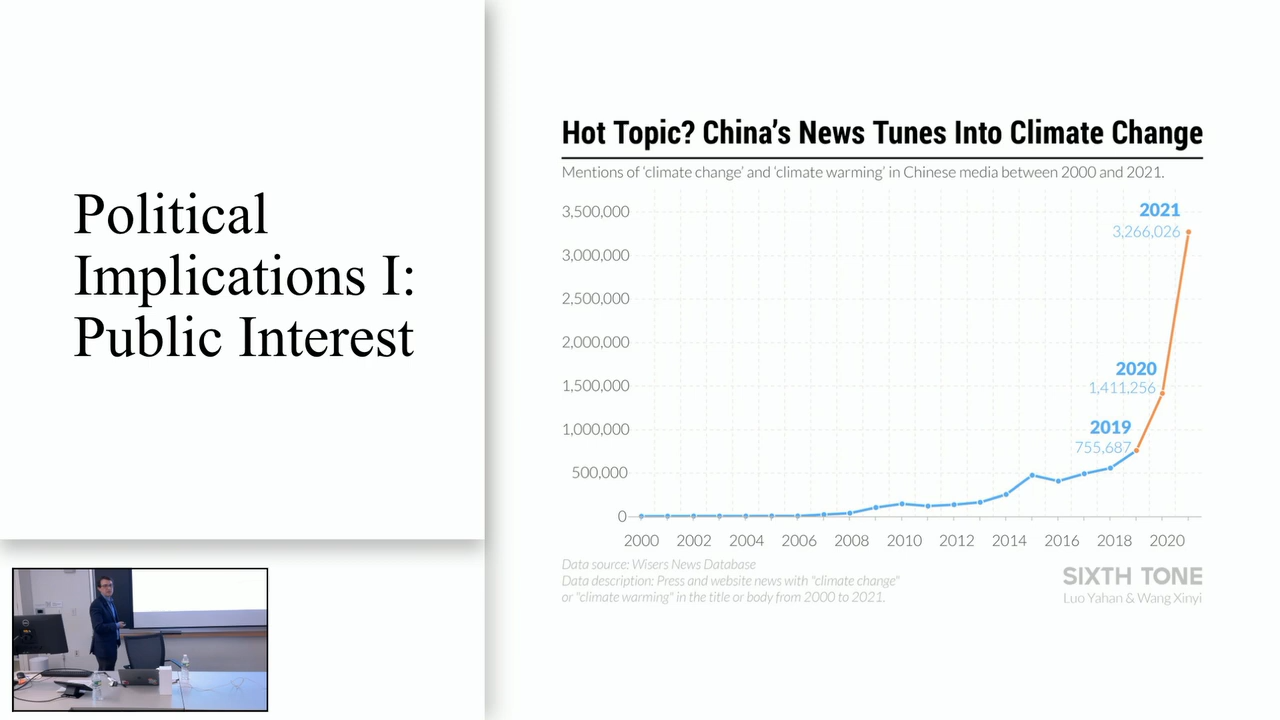 Political
Implications I:
Public Interest
Hot Topic? China's News Tunes Into Climate Change
Mentions of 'climate change' and 'climate warming' in Chinese media between 2000 and 2021.
3,500,000
3,000,000
2,500,000
2,000,000
1,500,000
1,000,000
500,000
0
2021
3,266,026
2020
1,411,256
2019
755,687
2000 2002 2004 2006 2008 2010 2012 2014 2016 2018 2020
Data source: Wisers News Database
Data description: Press and website news with "climate change"
or "climate warming" in the title or body from 2000 to 2021.
SIXTH TONE
Luo Yahan & Wang Xinyi